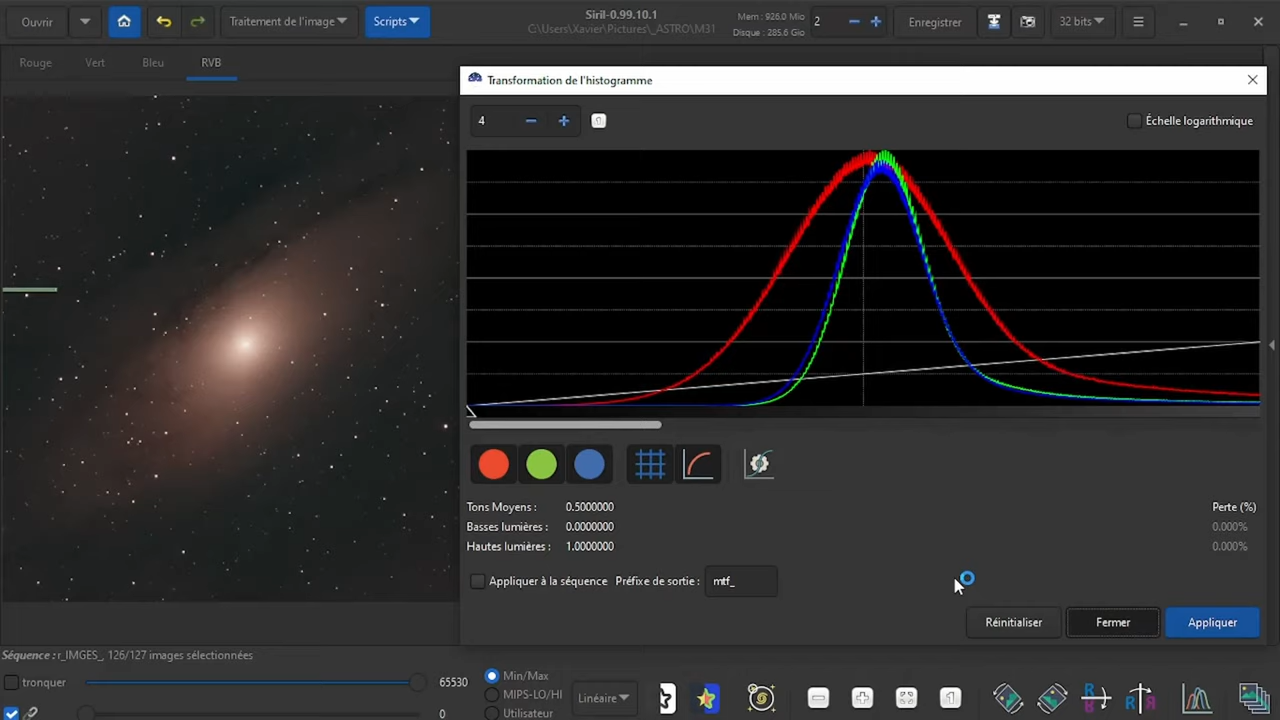 Ouvrir
Traitement de l'image
Scripts
Siril-0.99.10.1
C:\Users\Xavier\Pictures\_ASTRO\M31
Mem : 926.0 Mio
Disque : 285.6 Gio
2
Enregistrer
32 bits
Rouge
Vert
Bleu
RVB
Transformation de l'histogramme
4
1
Échelle logarithmique
Tons Moyens : 0.5000000
Perte (%)
Basses lumières : 0.0000000
0.000%
Hautes lumières : 1.0000000
0.000%
Appliquer à la séquence
Préfixe de sortie :
mtf_
Réinitialiser
Fermer
Appliquer
Séquence : r_IMGES_, 126/127 images sélectionnées
tronquer
65530
Min/Max
MIPS-LO/HI
Linéaire
1
R
R
R R
0
Utilisateur